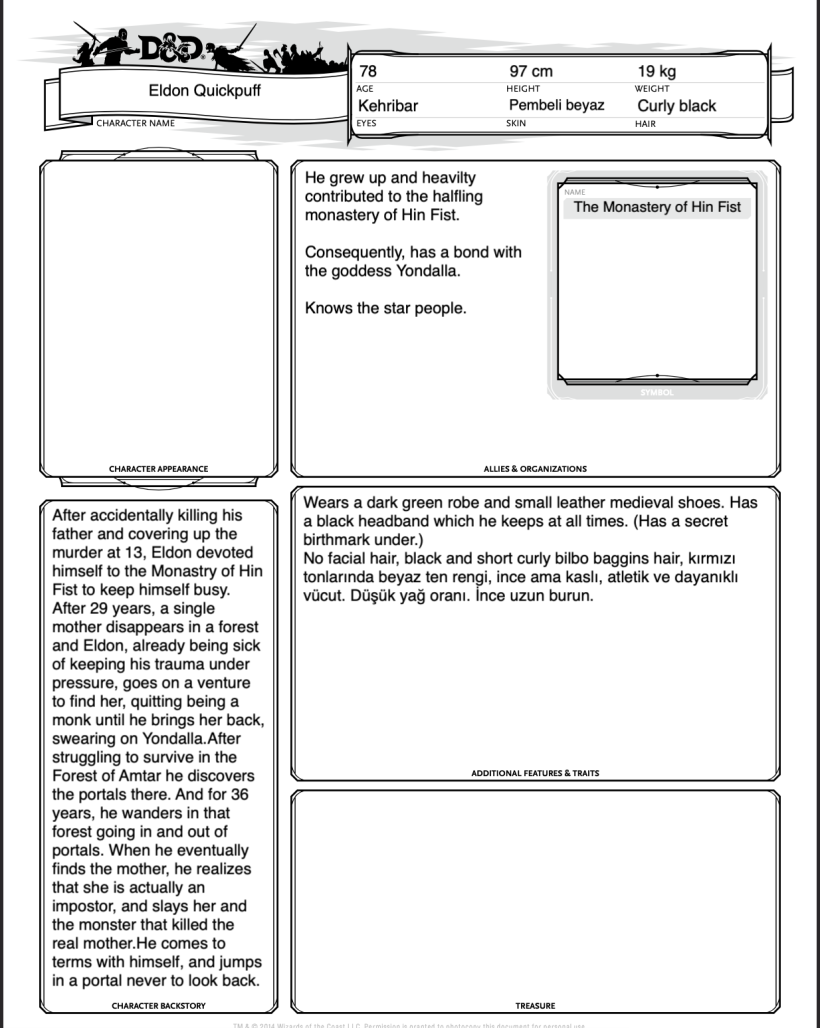 D&D
Eldon Quickpuff
CHARACTER NAME
78 97 cm 19 kg
AGE HEIGHT WEIGHT
Kehribar Pembeli beyaz Curly black
EYES SKIN HAIR
CHARACTER APPEARANCE
He grew up and heavilty
contributed to the halfling
monastery of Hin Fist.
Consequently, has a bond with
the goddess Yondalla.
Knows the star people.
NAME
The Monastery of Hin Fist
SYMBOL
ALLIES & ORGANIZATIONS
After accidentally killing his
father and covering up the
murder at 13, Eldon devoted
himself to the Monastry of Hin
Fist to keep himself busy.
After 29 years, a single
mother disappears in a forest
and Eldon, already being sick
of keeping his trauma under
pressure, goes on a venture
to find her, quitting being a
monk until he brings her back,
swearing on Yondalla.After
struggling to survive in the
Forest of Amtar he discovers
the portals there. And for 36
years, he wanders in that
forest going in and out of
portals. When he eventually
finds the mother, he realizes
that she is actually an
impostor, and slays her and
the monster that killed the
real mother.He comes to
terms with himself, and jumps
in a portal never to look back.
CHARACTER BACKSTORY
Wears a dark green robe and small leather medieval shoes. Has
a black headband which he keeps at all times. (Has a secret
birthmark under.)
No facial hair, black and short curly bilbo baggins hair, kırmızı
tonlarında beyaz ten rengi, ince ama kaslı, atletik ve dayanıklı
vücut. Düşük yağ oranı. İnce uzun burun.
ADDITIONAL FEATURES & TRAITS
TREASURE
TM & © 2014 Wizards of the Coast LLC. Permission is granted to photocopy this document for personal use.